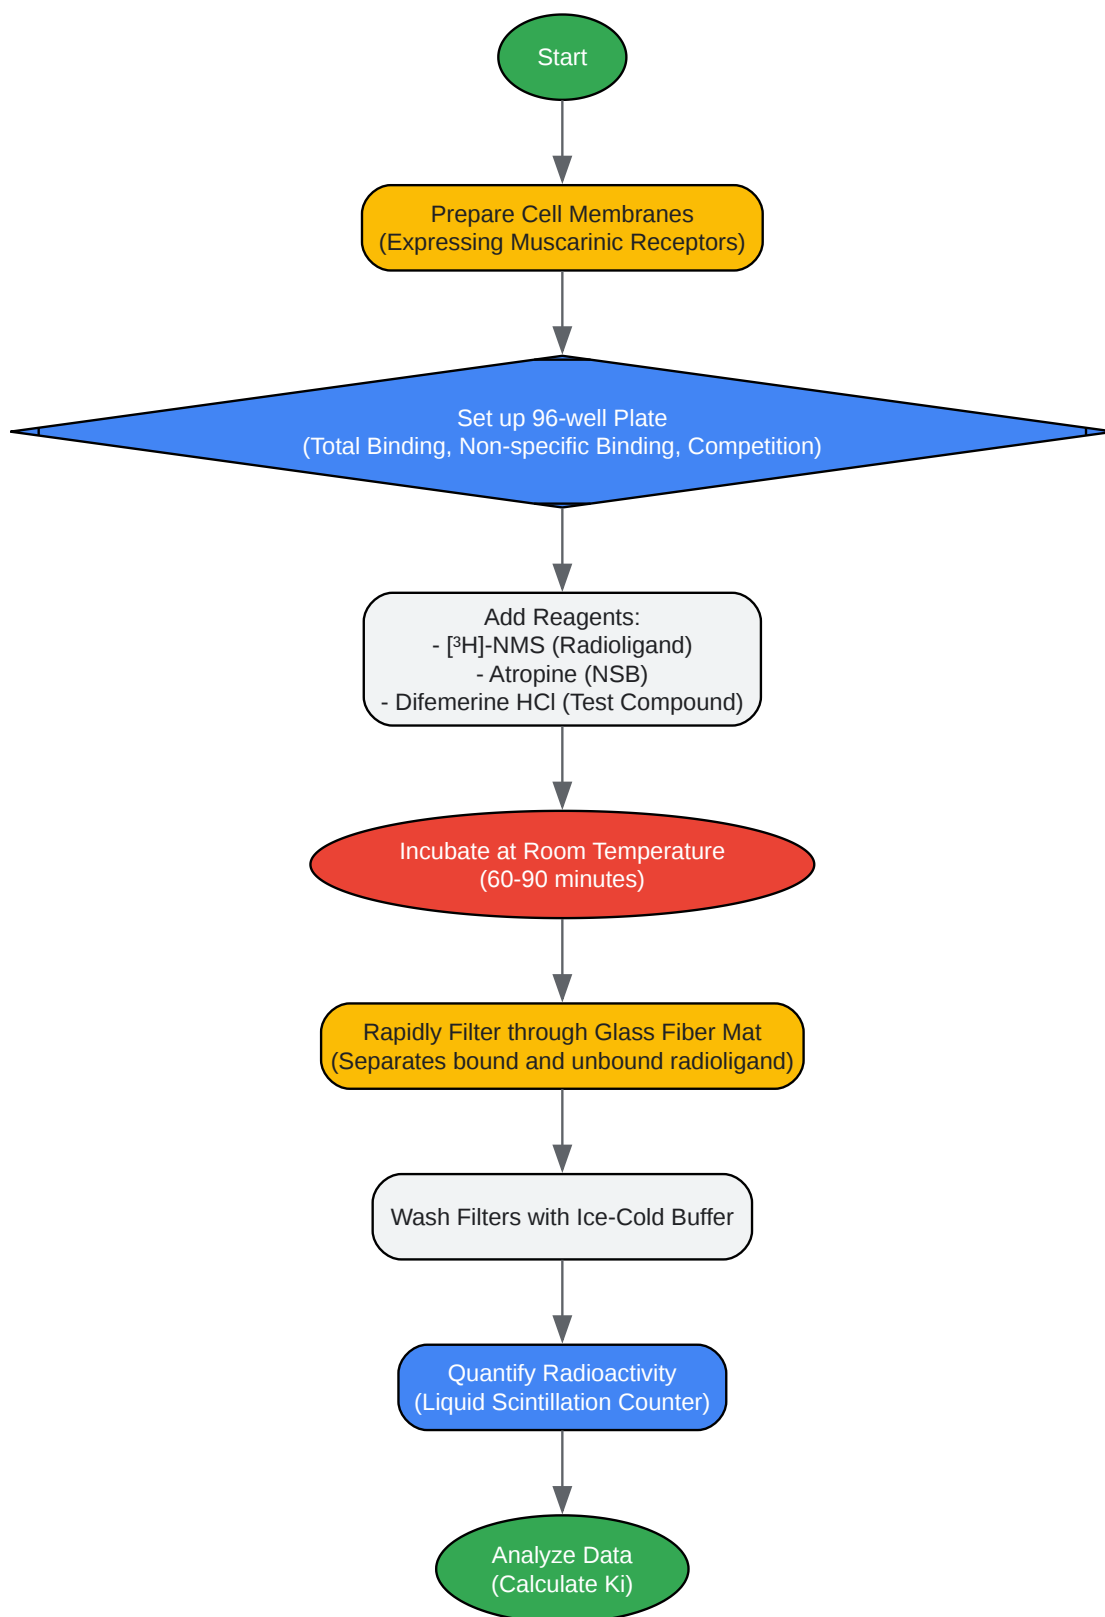 Start
Prepare Cell Membranes
(Expressing Muscarinic Receptors)
Set up 96-well Plate
(Total Binding, Non-specific Binding, Competition)
Add Reagents:
- [³H]-NMS (Radioligand)
- Atropine (NSB)
- Difemerine HCl (Test Compound)
Incubate at Room Temperature
(60-90 minutes)
Rapidly Filter through Glass Fiber Mat
(Separates bound and unbound radioligand)
Wash Filters with Ice-Cold Buffer
Quantify Radioactivity
(Liquid Scintillation Counter)
Analyze Data
(Calculate Ki)